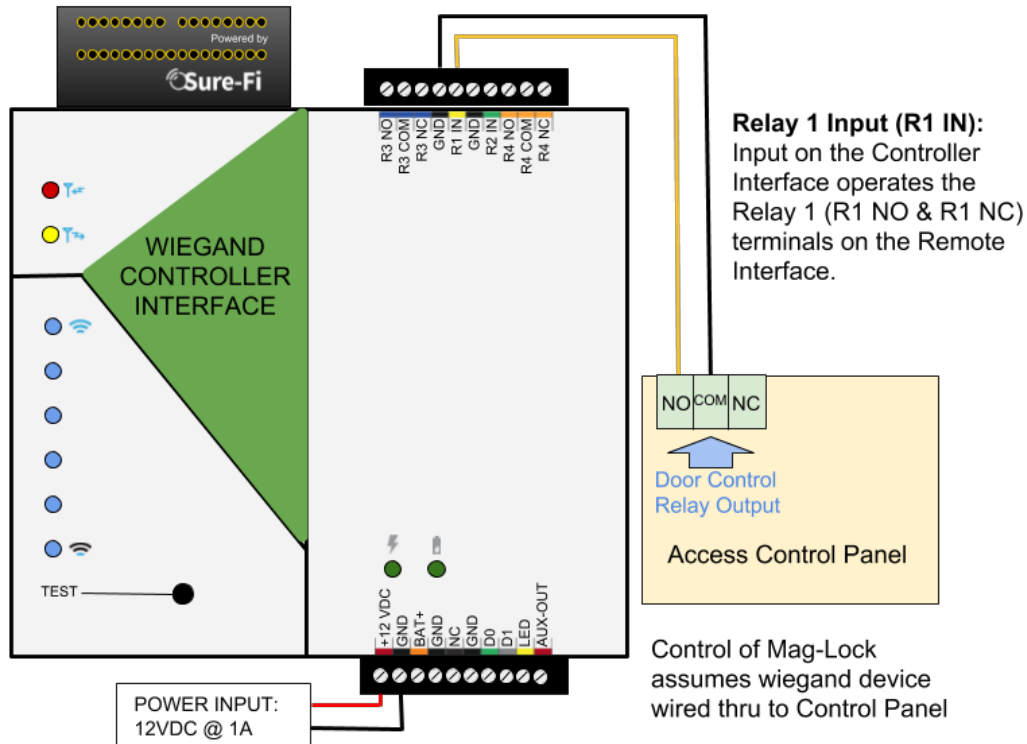 Powered by
Sure-Fi
R3 NO
R3 COM
R3 NC
GND
R1 IN
GND
R2 IN
R4 NO
R4 COM
R4 NC
Relay 1 Input (R1 IN):
Input on the Controller
Interface operates the
Relay 1 (R1 NO & R1 NC)
terminals on the Remote
Interface.
WIEGAND
CONTROLLER
INTERFACE
NO
COM
NC
Door Control
Relay Output
Access Control Panel
TEST
+12 VDC
GND
BAT+
GND
NC
GND
D0
D1
LED
AUX-OUT
Control of Mag-Lock
assumes wiegand device
wired thru to Control Panel
POWER INPUT:
12VDC @ 1A